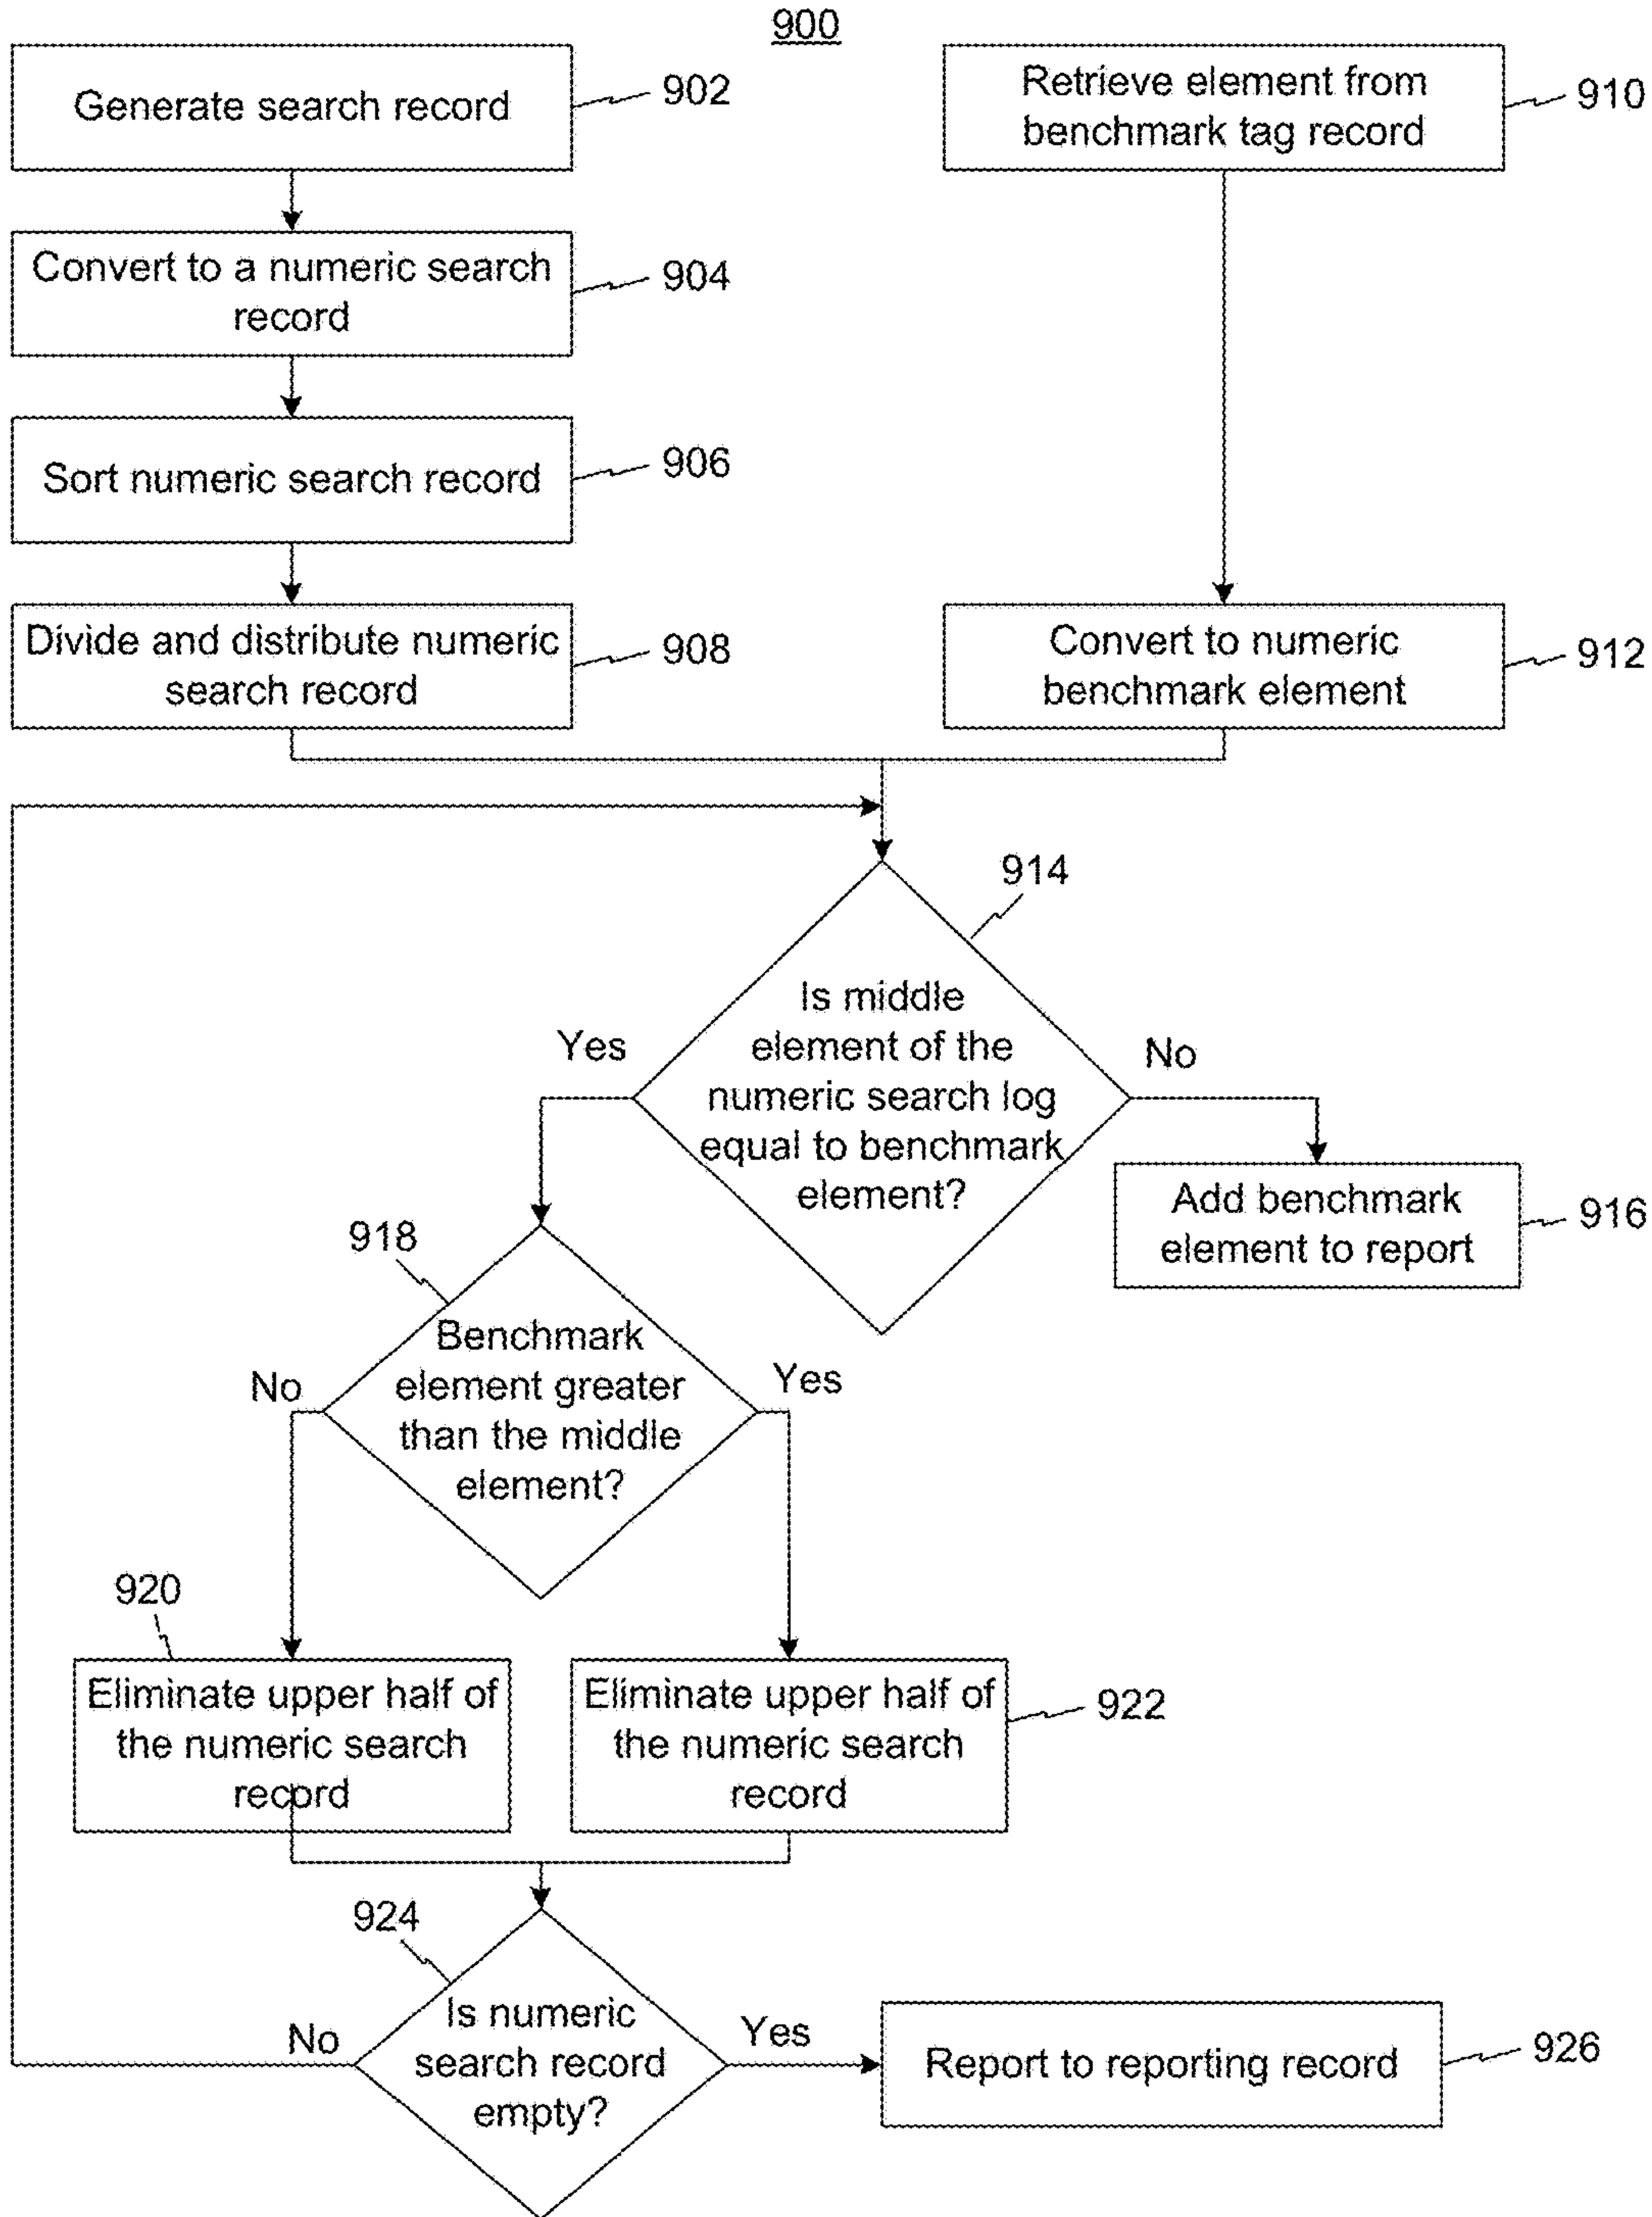 900
Generate search record
902
Retrieve element from
benchmark tag record
910
Convert to a numeric search
record
904
Sort numeric search record
906
Divide and distribute numeric
search record
908
Convert to numeric
benchmark element
912
914
Is middle
element of the
numeric search log
equal to benchmark
element?
Yes
No
Add benchmark
element to report
916
918
Benchmark
element greater
than the middle
element?
No
Yes
920
Eliminate upper half of
the numeric search
record
Eliminate upper half of
the numeric search
record
922
924
Is numeric
search record
empty?
No
Yes
Report to reporting record
926